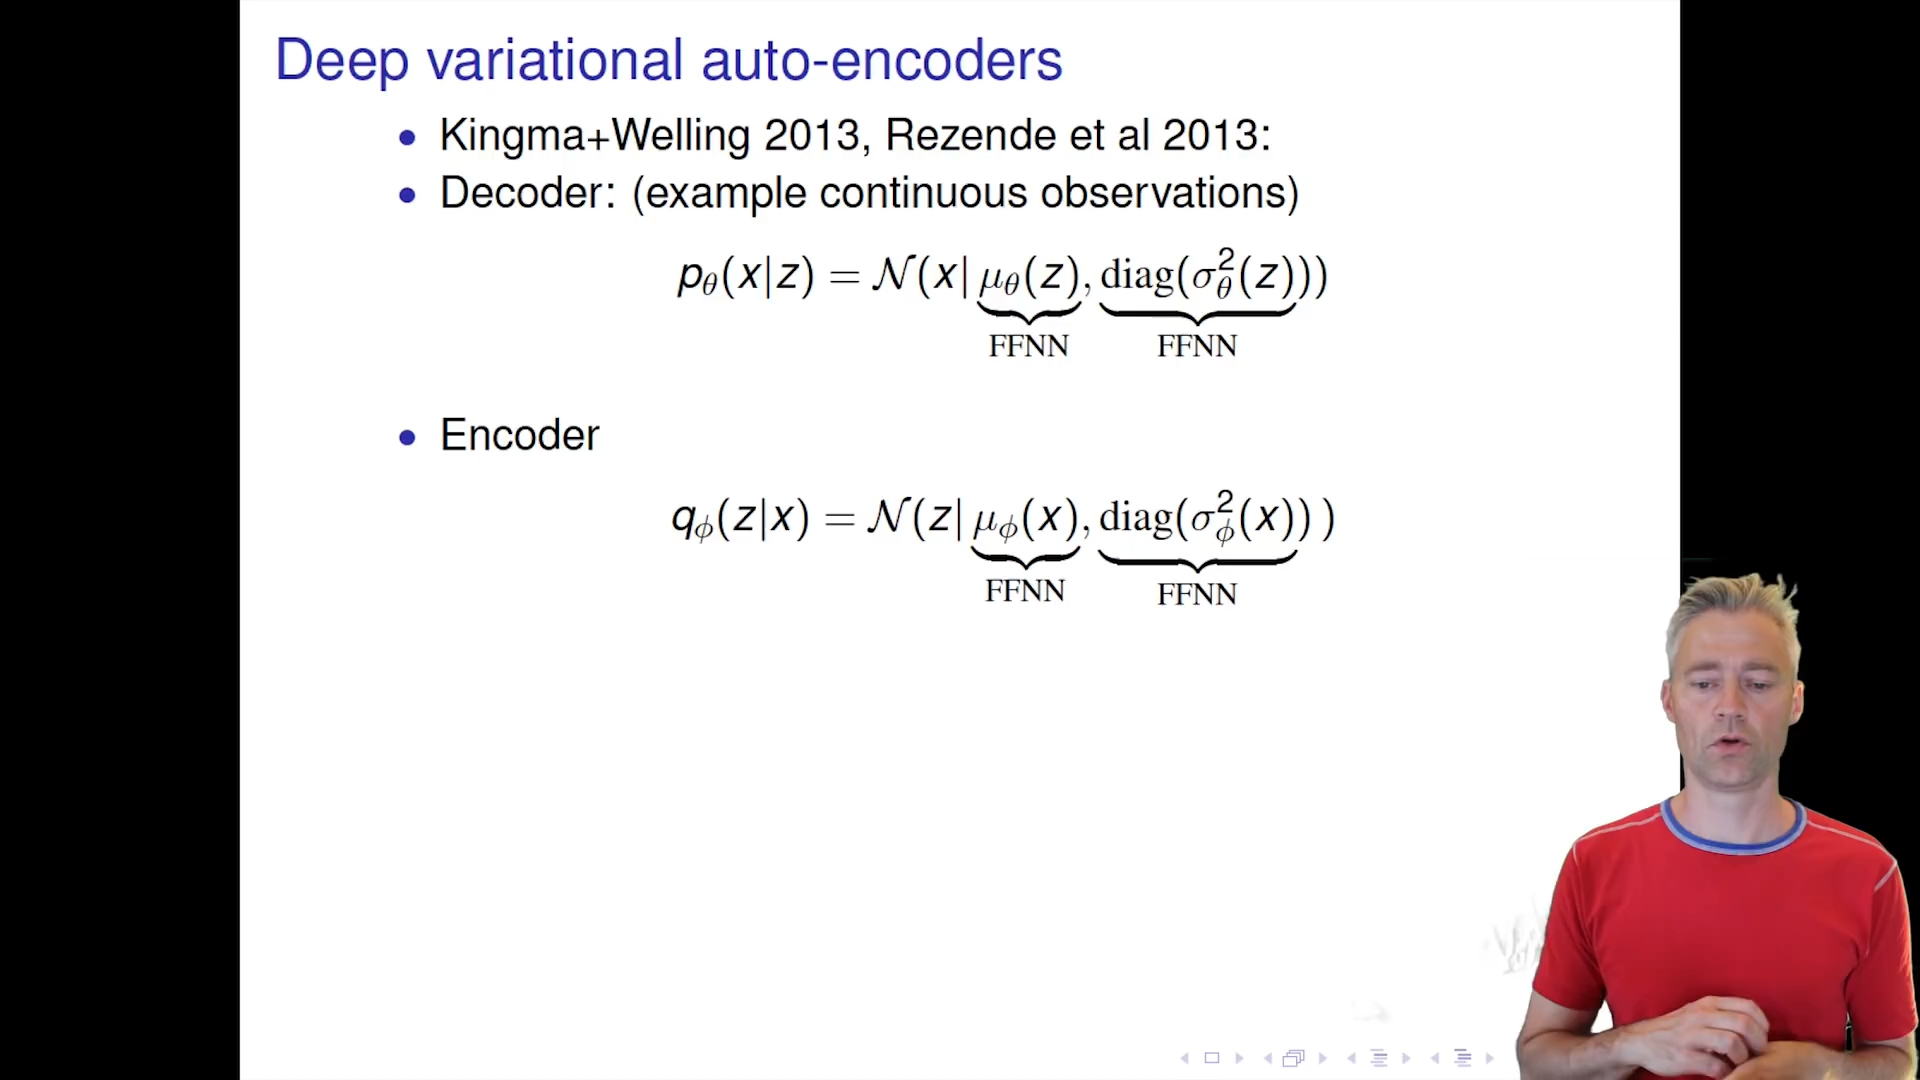 Deep variational auto-encoders
• Kingma+Welling 2013, Rezende et al 2013:
• Decoder: (example continuous observations)
p_θ(x|z) = 𝒩(x| μ_θ(z), diag(σ²_θ(z)))
FFNN FFNN
• Encoder
q_ϕ(z|x) = 𝒩(z| μ_ϕ(x), diag(σ²_ϕ(x)) )
FFNN FFNN